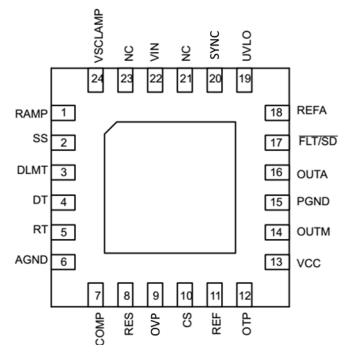 VSCLAMP NC VIN NC SYNC UVLO
24 23 22 21 20 19
RAMP 1
SS 2
DLMT 3
DT 4
RT 5
AGND 6
18 REFA
17 FLT/SD
16 OUTA
15 PGND
14 OUTM
13 VCC
7 8 9 10 11 12
COMP RES OVP CS REF OTP